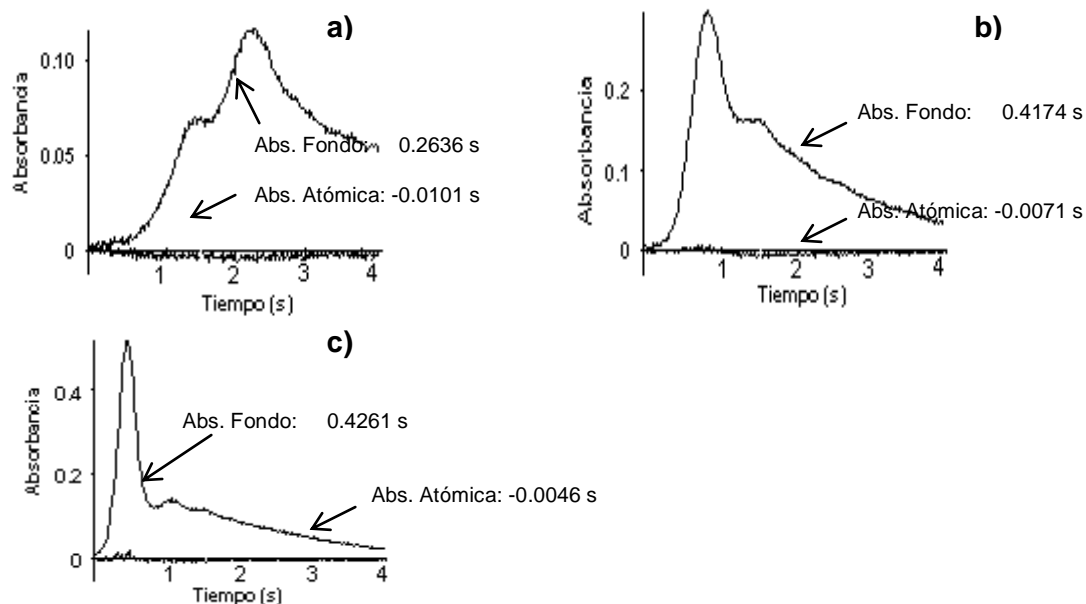 a)
Absorbancia
0.10
0.05
0
Abs. Fondo: 0.2636 s
Abs. Atómica: -0.0101 s
1 2 3 4
Tiempo (s)
b)
Absorbancia
0.2
0.1
0
Abs. Fondo: 0.4174 s
Abs. Atómica: -0.0071 s
1 2 3 4
Tiempo (s)
c)
Absorbancia
0.4
0.2
0
Abs. Fondo: 0.4261 s
Abs. Atómica: -0.0046 s
1 2 3 4
Tiempo (s)